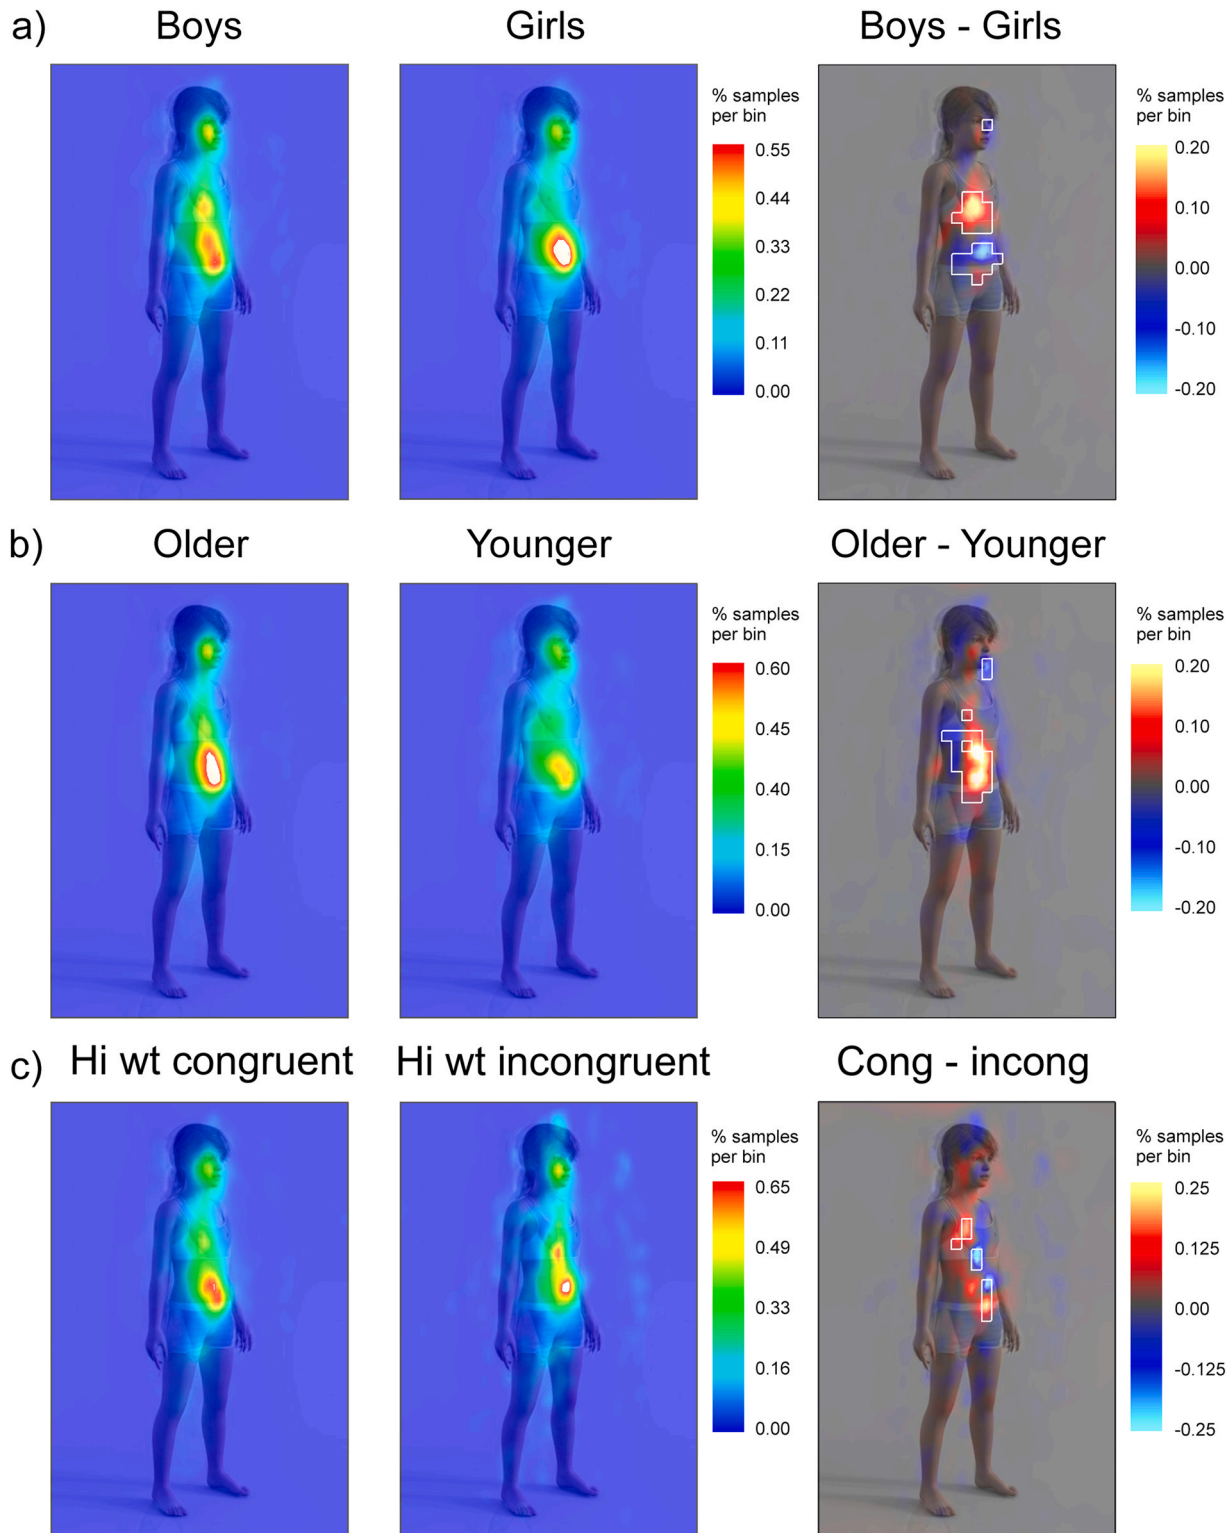 a)
Boys
Girls
Boys - Girls
% samples
per bin
0.55
0.44
0.33
0.22
0.11
0.00
% samples
per bin
0.20
0.10
0.00
-0.10
-0.20
b)
Older
Younger
Older - Younger
% samples
per bin
0.60
0.45
0.40
0.15
0.00
% samples
per bin
0.20
0.10
0.00
-0.10
-0.20
c)
Hi wt congruent
Hi wt incongruent
Cong - incong
% samples
per bin
0.65
0.49
0.33
0.16
0.00
% samples
per bin
0.25
0.125
0.00
-0.125
-0.25